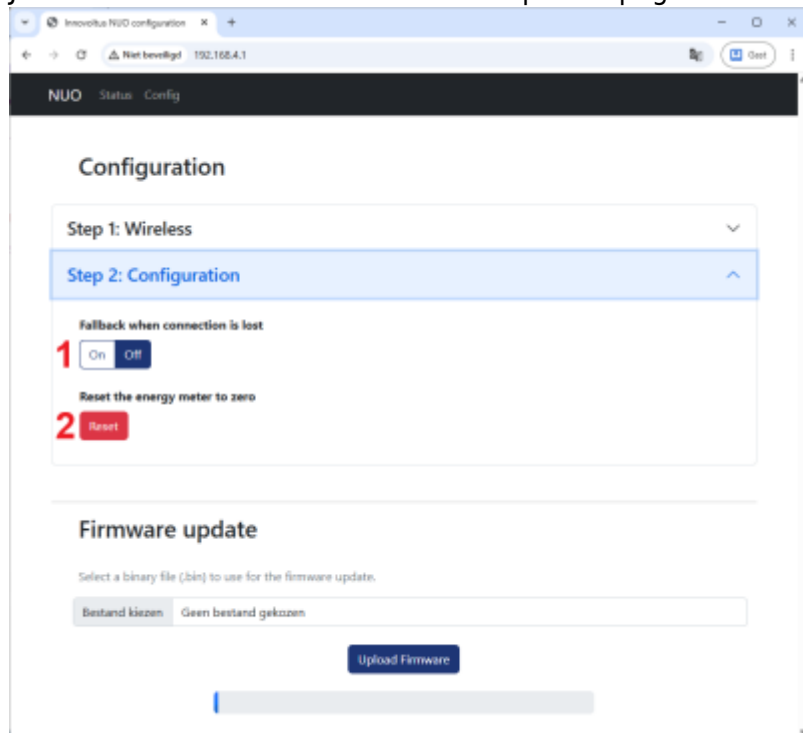 Innovoltus NUO configuration
Niet beveiligd 192.168.4.1
Gast
NUO Status Config
Configuration
Step 1: Wireless
Step 2: Configuration
Fallback when connection is lost
1 On Off
Reset the energy meter to zero
2 Reset
Firmware update
Select a binary file (.bin) to use for the firmware update.
Bestand kiezen Geen bestand gekozen
Upload Firmware